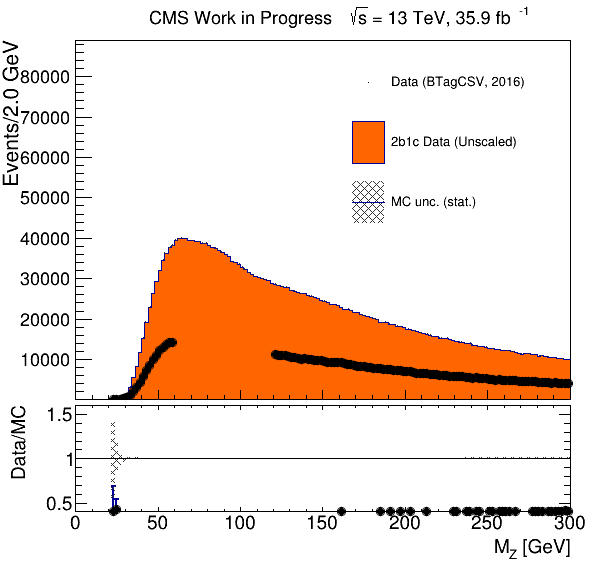 CMS Work in Progress √s = 13 TeV, 35.9 fb -1
Events/2.0 GeV
80000
70000
60000
50000
40000
30000
20000
10000
Data (BTagCSV, 2016)
2b1c Data (Unscaled)
MC unc. (stat.)
Data/MC
1.5
1
0.5
0 50 100 150 200 250 300
M_Z [GeV]